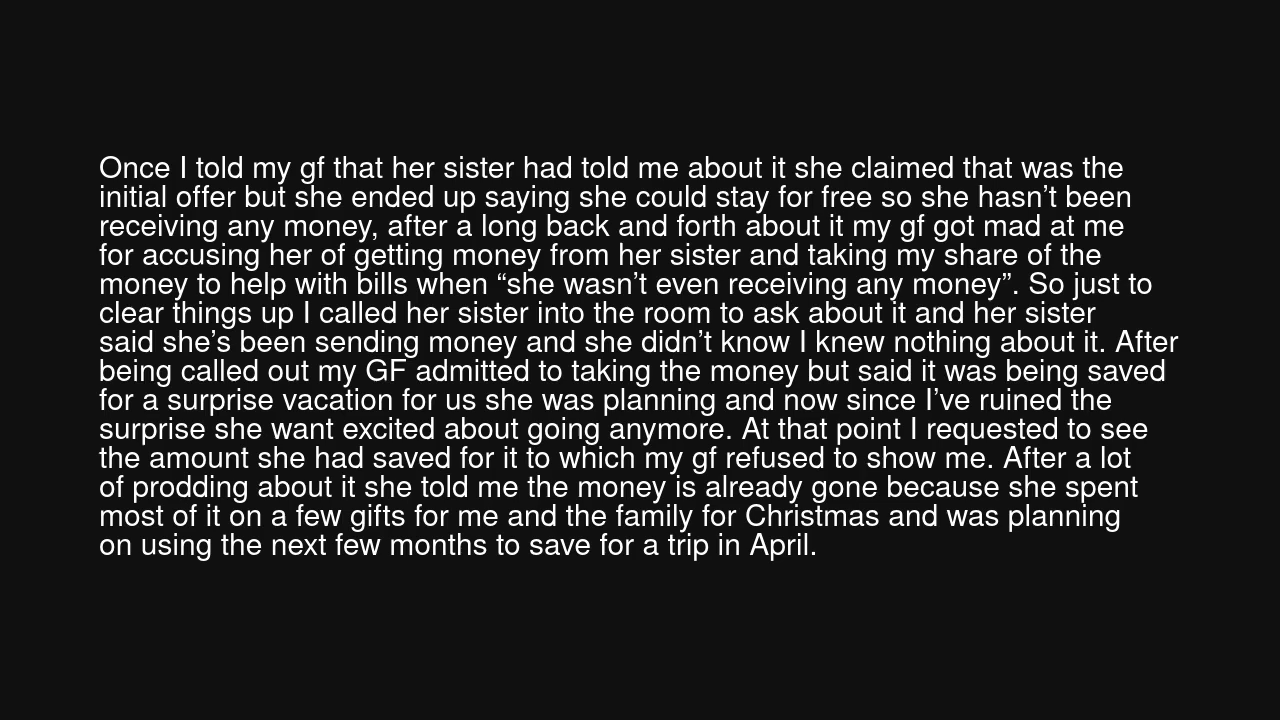 Once I told my gf that her sister had told me about it she claimed that was the
initial offer but she ended up saying she could stay for free so she hasn’t been
receiving any money, after a long back and forth about it my gf got mad at me
for accusing her of getting money from her sister and taking my share of the
money to help with bills when “she wasn’t even receiving any money”. So just to
clear things up I called her sister into the room to ask about it and her sister
said she’s been sending money and she didn’t know I knew nothing about it. After
being called out my GF admitted to taking the money but said it was being saved
for a surprise vacation for us she was planning and now since I’ve ruined the
surprise she want excited about going anymore. At that point I requested to see
the amount she had saved for it to which my gf refused to show me. After a lot
of prodding about it she told me the money is already gone because she spent
most of it on a few gifts for me and the family for Christmas and was planning
on using the next few months to save for a trip in April.